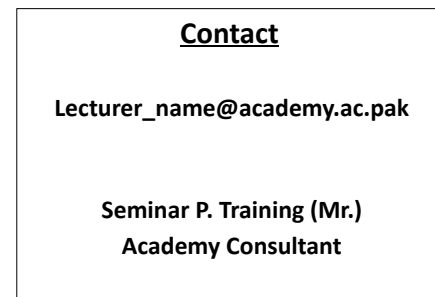 Contact
Lecturer_name@academy.ac.pak
Seminar P. Training (Mr.)
Academy Consultant